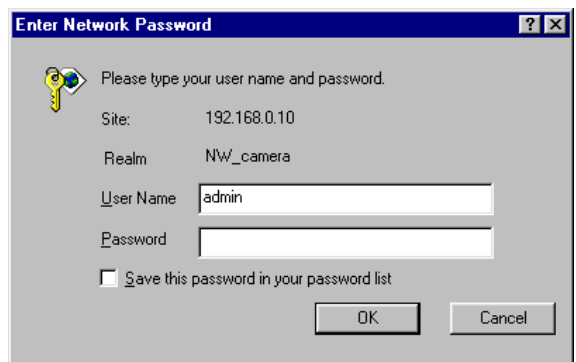 Enter Network Password
Please type your user name and password.
Site: 192.168.0.10
Realm NW_camera
User Name admin
Password
Save this password in your password list
OK Cancel